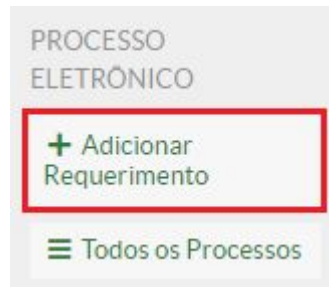 PROCESSO
ELETRÔNICO
+ Adicionar
Requerimento
≡ Todos os Processos